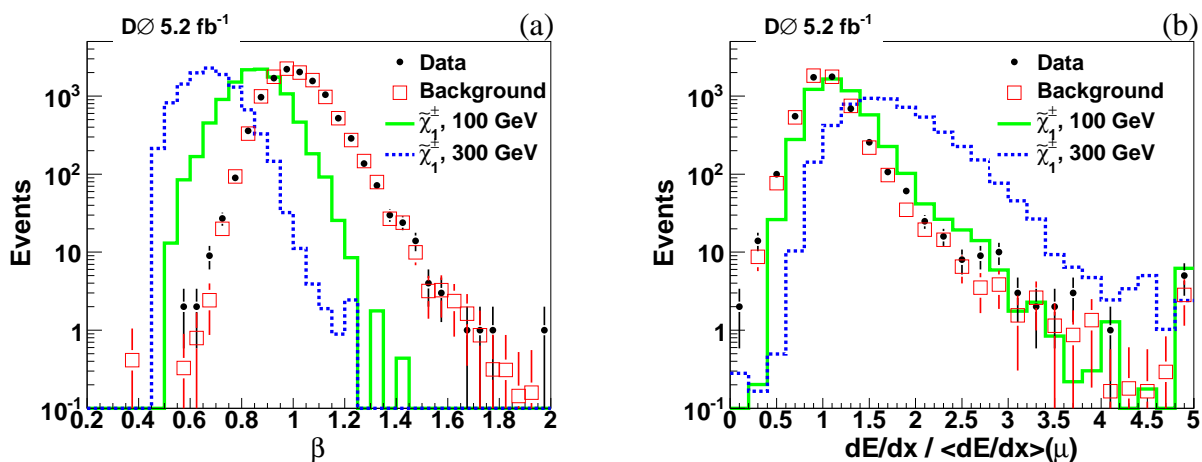 DØ 5.2 fb⁻¹
(a)
Data
Background
χ̃₁±, 100 GeV
χ̃₁±, 300 GeV
Events
10³
10²
10
1
10⁻¹
0.2 0.4 0.6 0.8 1 1.2 1.4 1.6 1.8 2
β
DØ 5.2 fb⁻¹
(b)
Data
Background
χ̃₁±, 100 GeV
χ̃₁±, 300 GeV
Events
10³
10²
10
1
10⁻¹
0 0.5 1 1.5 2 2.5 3 3.5 4 4.5 5
dE/dx / <dE/dx>(μ)